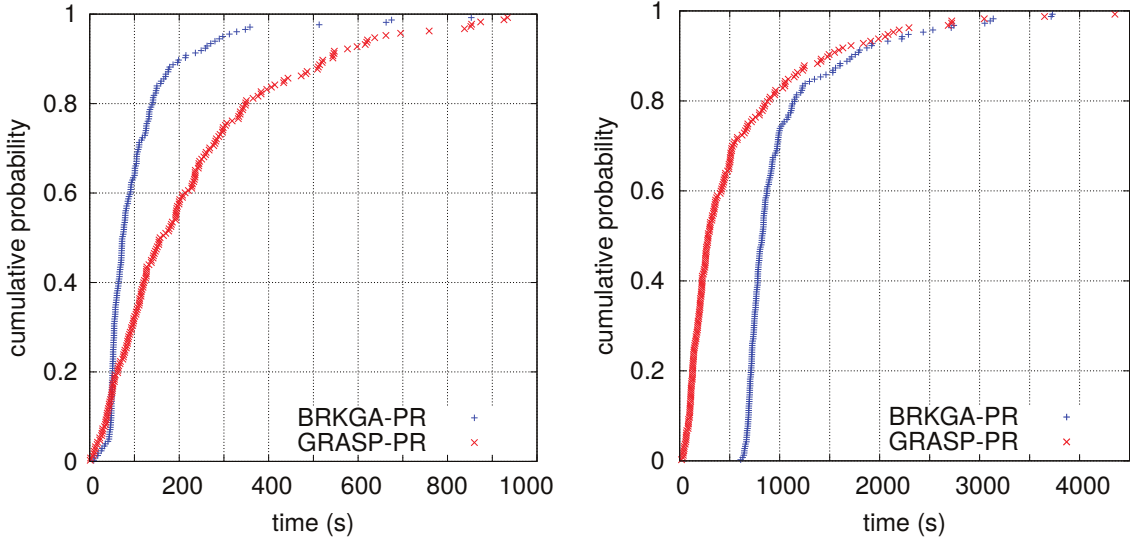 1
0.8
0.6
0.4
0.2
0
cumulative probability
BRKGA-PR
GRASP-PR
0 200 400 600 800 1000
time (s)
1
0.8
0.6
0.4
0.2
0
cumulative probability
BRKGA-PR
GRASP-PR
0 1000 2000 3000 4000
time (s)